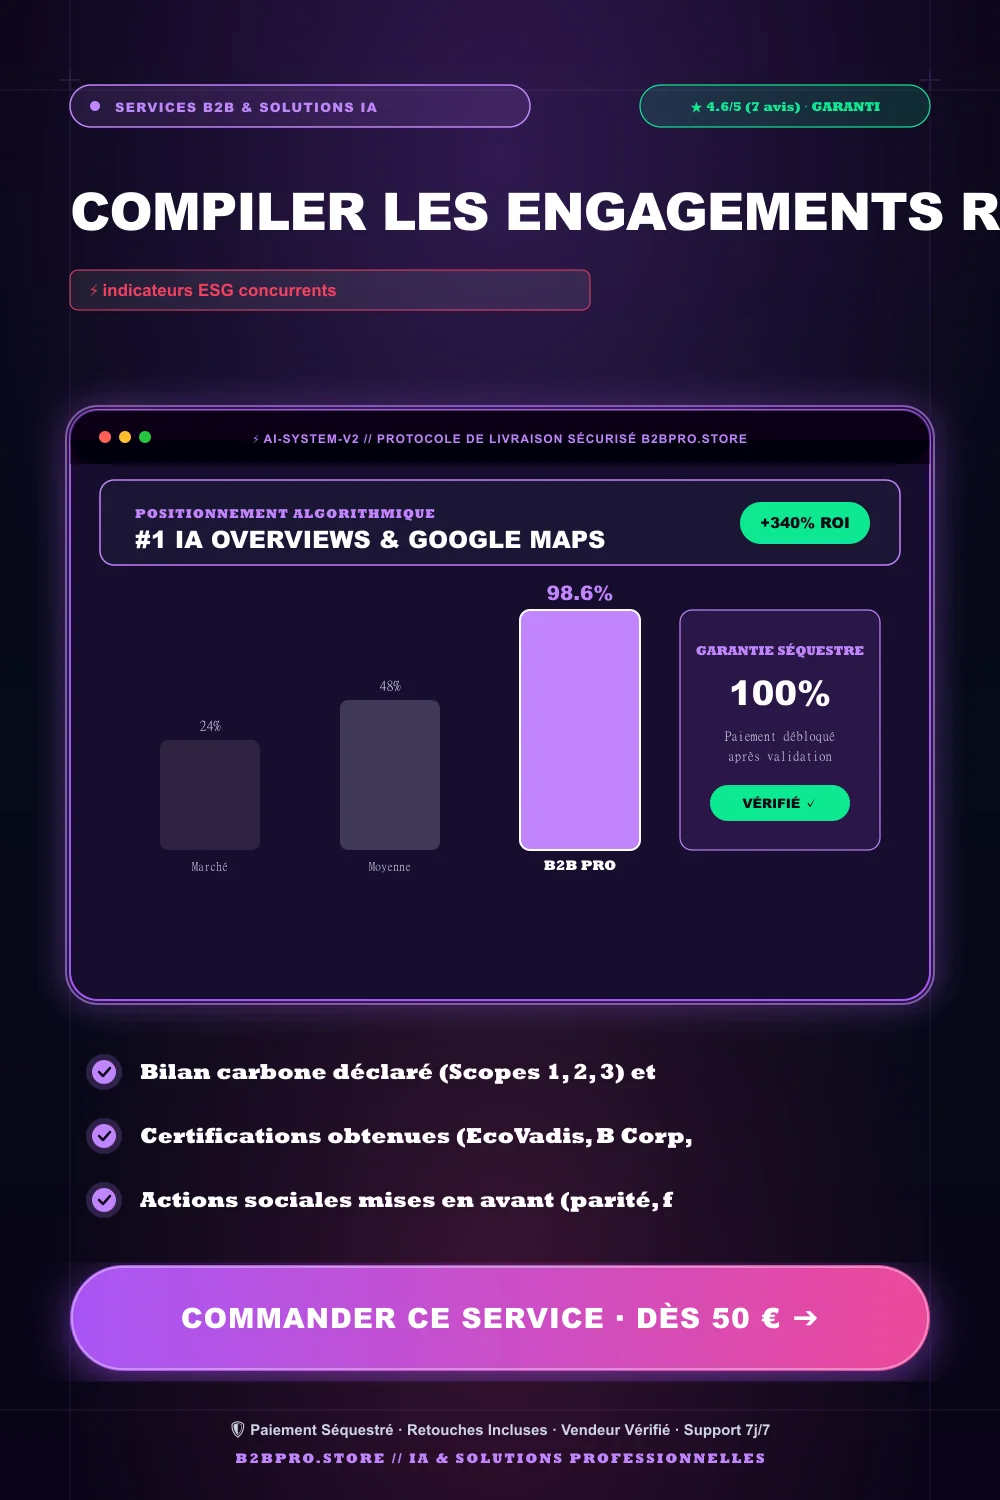 SERVICES B2B & SOLUTIONS IA
★ 4.6/5 (7 avis) · GARANTI
COMPILER LES ENGAGEMENTS R
⚡ indicateurs ESG concurrents
⚡ AI-SYSTEM-V2 // PROTOCOLE DE LIVRAISON SÉCURISÉ B2BPRO.STORE
POSITIONNEMENT ALGORITHMIQUE
#1 IA OVERVIEWS & GOOGLE MAPS
+340% ROI
98.6%
48%
24%
GARANTIE SÉQUESTRE
100%
Paiement débloqué
après validation
VÉRIFIÉ ✓
Marché
Moyenne
B2B PRO
Bilan carbone déclaré (Scopes 1, 2, 3) et
Certifications obtenues (EcoVadis, B Corp,
Actions sociales mises en avant (parité, f
COMMANDER CE SERVICE · DÈS 50 € ➔
🛡 Paiement Séquestré · Retouches Incluses · Vendeur Vérifié · Support 7j/7
B2BPRO.STORE // IA & SOLUTIONS PROFESSIONNELLES